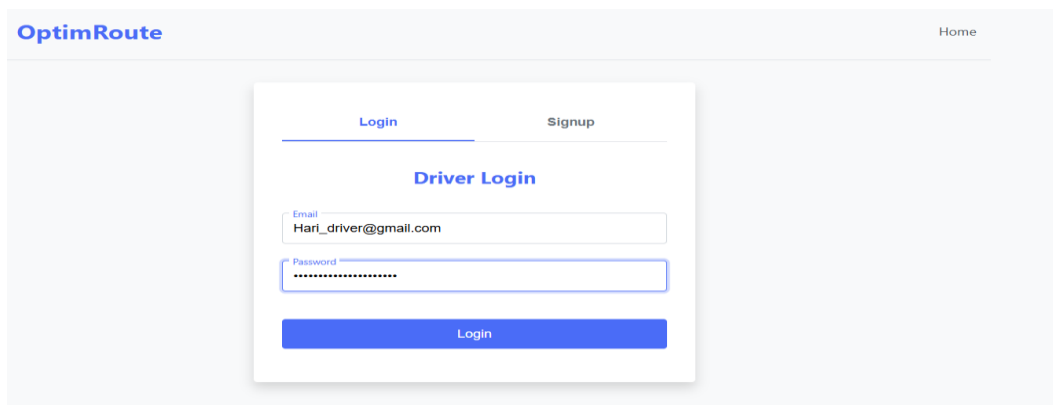 OptimRoute Home
Login Signup
Driver Login
Email
Hari_driver@gmail.com
Password
•••••••••••••••••••••
Login